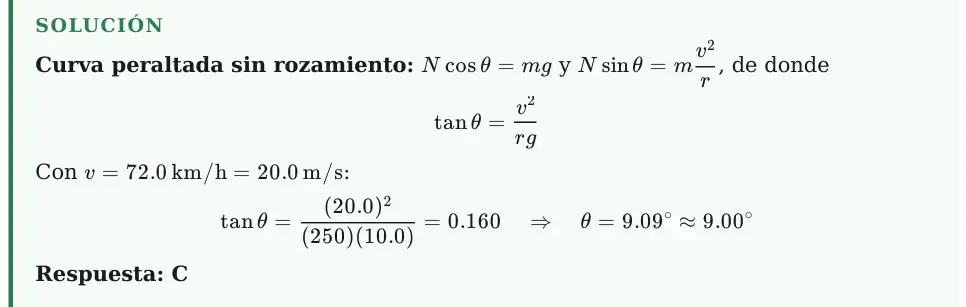 SOLUCIÓN
Curva peraltada sin rozamiento: N cos θ = mg y N sin θ = m v²/r, de donde
tan θ = v²/rg
Con v = 72.0 km/h = 20.0 m/s:
tan θ = (20.0)²/(250)(10.0) = 0.160 ⇒ θ = 9.09° ≈ 9.00°
Respuesta: C